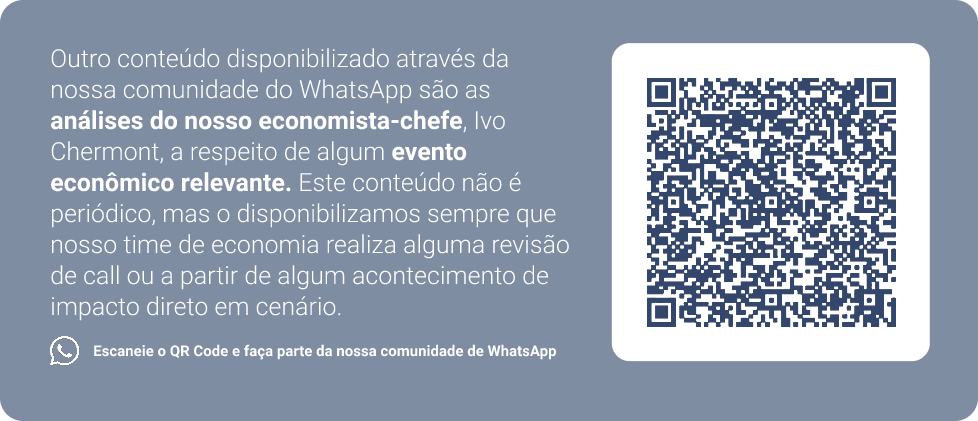 Outro conteúdo disponibilizado através da
nossa comunidade do WhatsApp são as
análises do nosso economista-chefe, Ivo
Chermont, a respeito de algum evento
econômico relevante. Este conteúdo não é
periódico, mas o disponibilizamos sempre que
nosso time de economia realiza alguma revisão
de call ou a partir de algum acontecimento de
impacto direto em cenário.
Escaneie o QR Code e faça parte da nossa comunidade de WhatsApp